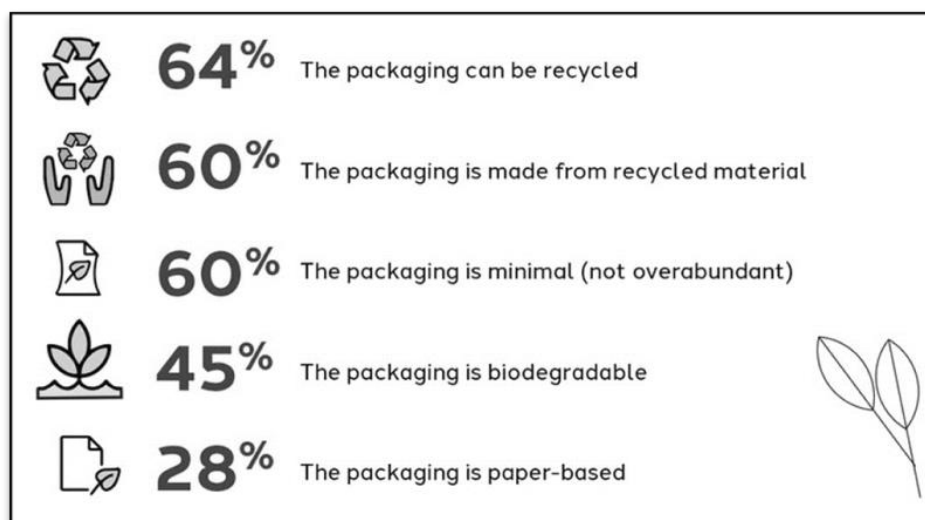 64% The packaging can be recycled
60% The packaging is made from recycled material
60% The packaging is minimal (not overabundant)
45% The packaging is biodegradable
28% The packaging is paper-based